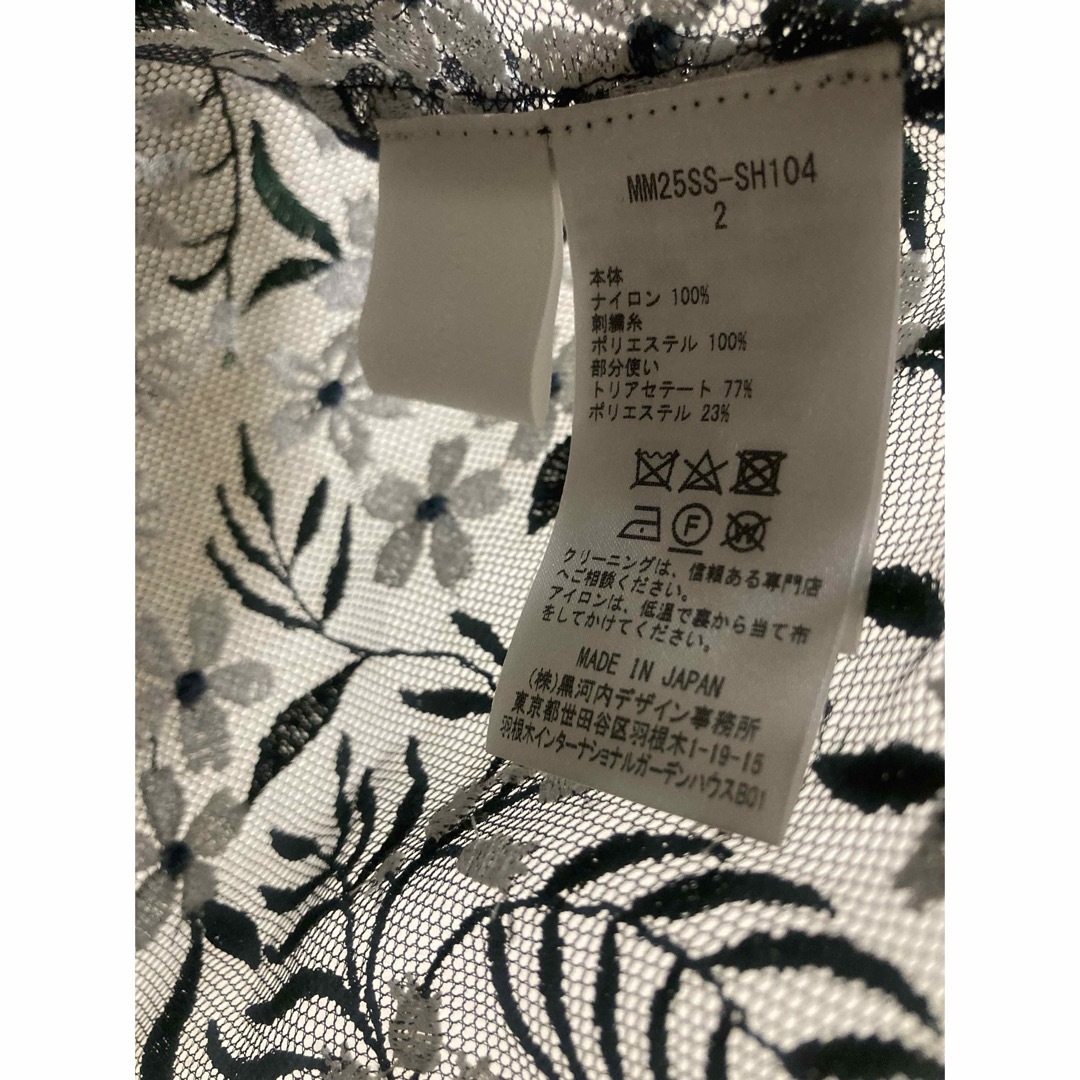 MM25SS-SH104
2
本体
ナイロン 100%
刺繍糸
ポリエステル 100%
部分使い
トリアセテート 77%
ポリエステル 23%
F
W
クリーニングは、信頼ある専門店
へご相談ください。
アイロンは、低温で裏から当て布
をしてかけてください。
MADE IN JAPAN
(株)黒河内デザイン事務所
東京都世田谷区羽根木1-19-15
羽根木インターナショナルガーデンハウスB01